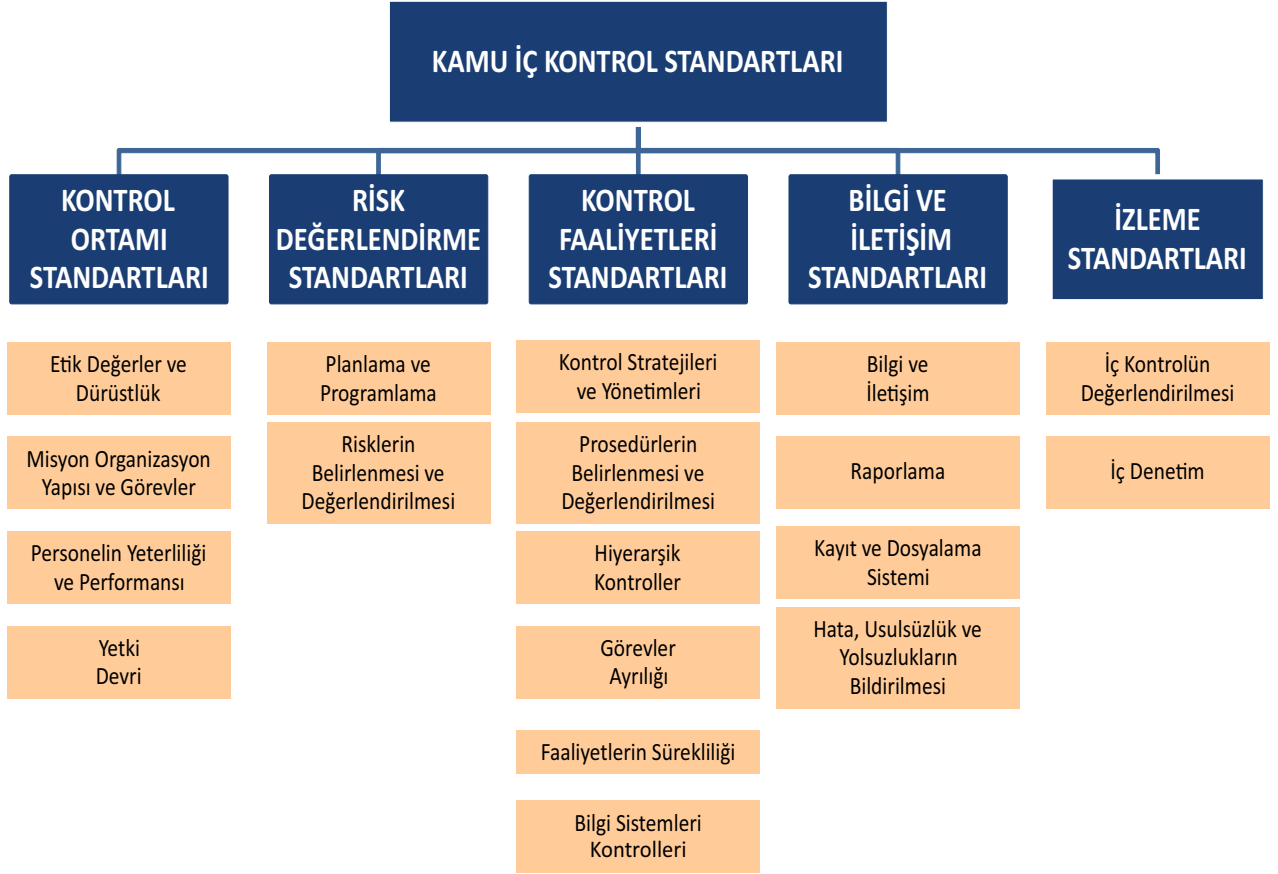 KAMU İÇ KONTROL STANDARTLARI
KONTROL
ORTAMI
STANDARTLARI
Etik Değerler ve
Dürüstlük
Misyon Organizasyon
Yapısı ve Görevler
Personelin Yeterliliği
ve Performansı
Yetki
Devri
RİSK
DEĞERLENDİRME
STANDARTLARI
Planlama ve
Programlama
Risklerin
Belirlenmesi ve
Değerlendirilmesi
KONTROL
FAALİYETLERİ
STANDARTLARI
Kontrol Stratejileri
ve Yönetimleri
Prosedürlerin
Belirlenmesi ve
Değerlendirilmesi
Hiyerarşik
Kontroller
Görevler
Ayrılığı
Faaliyetlerin Sürekliliği
Bilgi Sistemleri
Kontrolleri
BİLGİ VE
İLETİŞİM
STANDARTLARI
Bilgi ve
İletişim
Raporlama
Kayıt ve Dosyalama
Sistemi
Hata, Usulsüzlük ve
Yolsuzlukların
Bildirilmesi
İZLEME
STANDARTLARI
İç Kontrolün
Değerlendirilmesi
İç Denetim